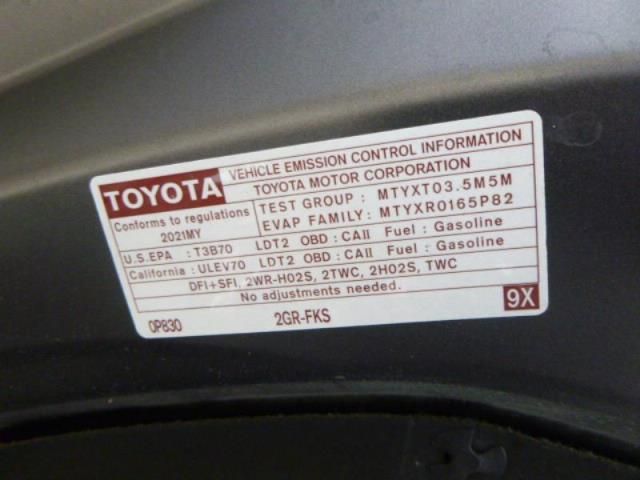 TOYOTA
VEHICLE EMISSION CONTROL INFORMATION
TOYOTA MOTOR CORPORATION
Conforms to regulations
2021MY
TEST GROUP : MTYXT03.5M5M
EVAP FAMILY: MTYXR0165P82
U.S.EPA : T3B70 LDT2 OBD : CAII Fuel : Gasoline
California : ULEV70 LDT2 OBD : CAII Fuel : Gasoline
DFI+SFI, 2WR-HO2S, 2TWC, 2HO2S, TWC
No adjustments needed.
0P830 2GR-FKS 9X